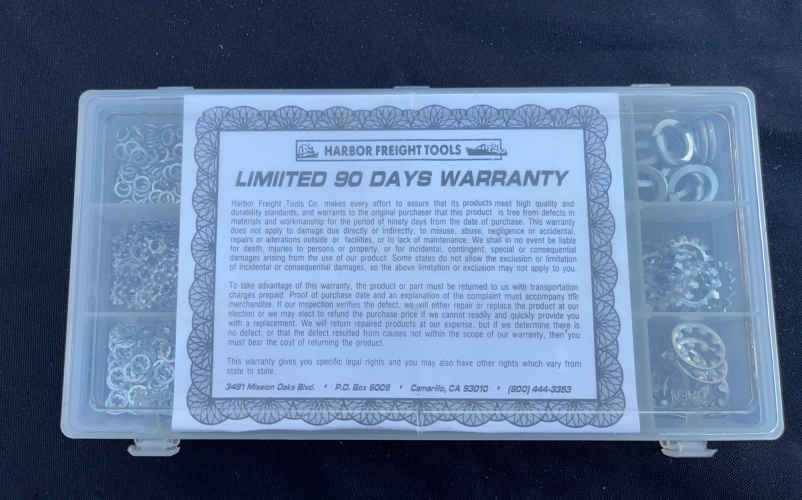 HARBOR FREIGHT TOOLS
LIMIITED 90 DAYS WARRANTY
Harbor Freight Tools Co. makes every effort to assure that its products meet high quality and
durability standards, and warrants to the original purchaser that this product is free from defects in
materials and workmanship for the period of ninety days from the date of purchase. This warranty
does not apply to damage due directly or indirectly, to misuse, abuse, negligence or accidental,
repairs or alterations outside or facilities, or to lack of maintenance. We shall in no event be liable
for death, injuries to persons or property, or for incidental, contingent, special or consequential
damages arising from the use of our product. Some states do not allow the exclusion or limitation
of incidental or consequential damages, so the above limitation or exclusion may not apply to you.
To take advantage of this warranty, the product or part must be returned to us with transportation
charges prepaid. Proof of purchase date and an explanation of the complaint must accompany the
merchandize. If our inspection verifies the defect, we will either repair or replace the product at our
election or we may elect to refund the purchase price if we cannot readily and quickly provide you
with a replacement. We will return repaired products at our expense, but if we determine there is
no defect, or that the defect resulted from causes not within the scope of our warranty, then you
must bear the cost of returning the product.
This warranty gives you specific legal rights and you may also have other rights which vary from
state to state.
3491 Mission Oaks Blvd. • P.O. Box 6009 • Camarillo, CA 93010 • (800) 444-3353